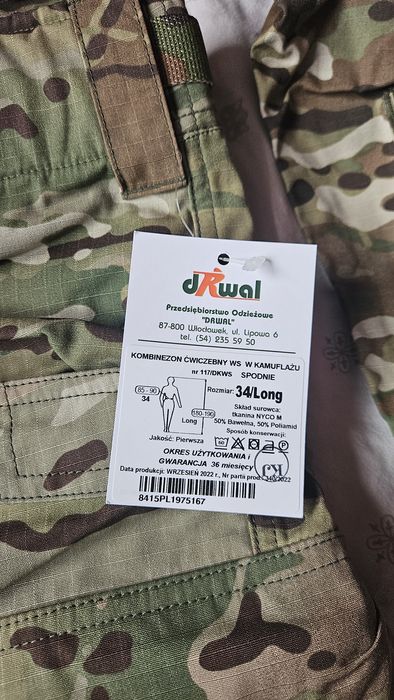 dRwal
Przedsiębiorstwo Odzieżowe
"DRWAL"
87-800 Włocławek, ul. Lipowa 6
tel. (54) 235 59 50
KOMBINEZON ĆWICZEBNY WS W KAMUFLAŻU
nr 117/DKWS SPODNIE
85 - 90
34
Rozmiar: 34/Long
180-190
Long
Skład surowca:
tkanina NYCO M
50% Bawełna, 50% Poliamid
Sposób konserwacji:
Jakość: Pierwsza
OKRES UŻYTKOWANIA i
GWARANCJA 36 miesięcy
KJ
Data produkcji: WRZESIEŃ 2022 r., Nr partii prod.: 340/2022
8415PL1975167